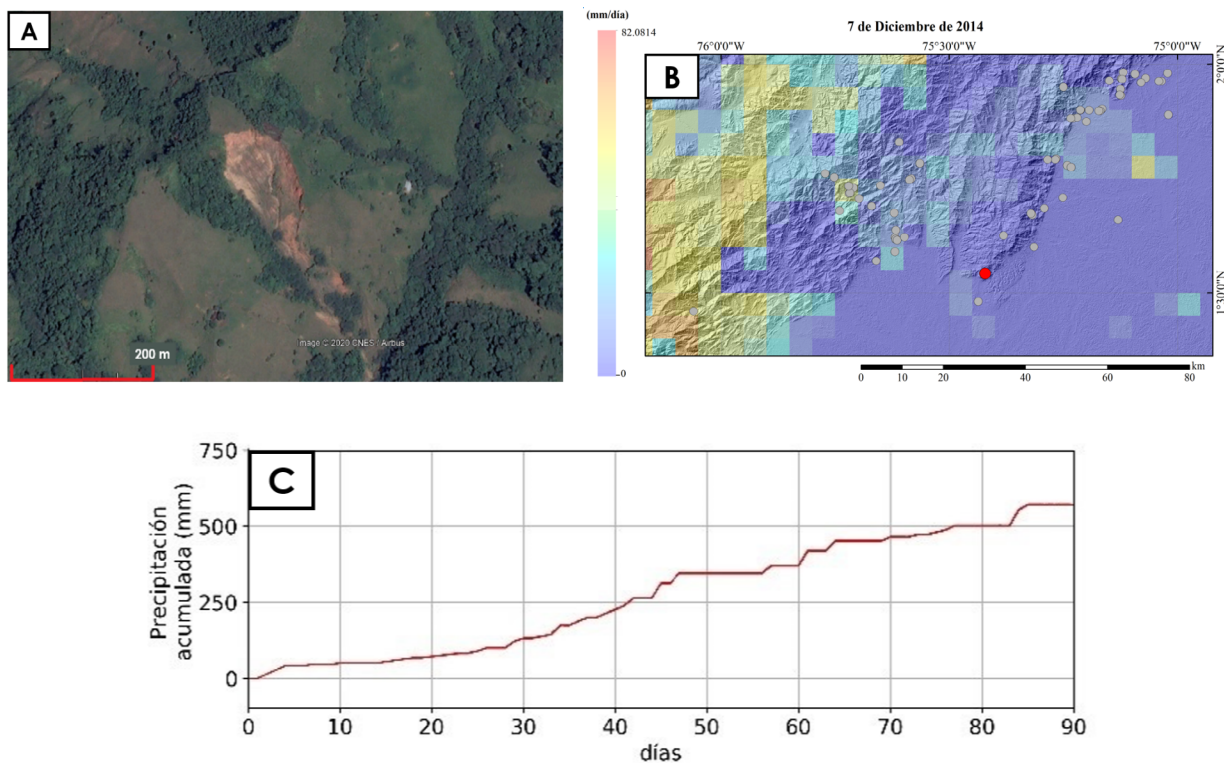 A
200 m
Image © 2020 CNES / Airbus
(mm/día)
82.0814
0
7 de Diciembre de 2014
76°0'0"W 75°30'0"W 75°0'0"W
B
2°0'0"N
1°30'0"N
km
0 10 20 40 60 80
C
Precipitación
acumulada (mm)
750
500
250
0
0 10 20 30 40 50 60 70 80 90
días